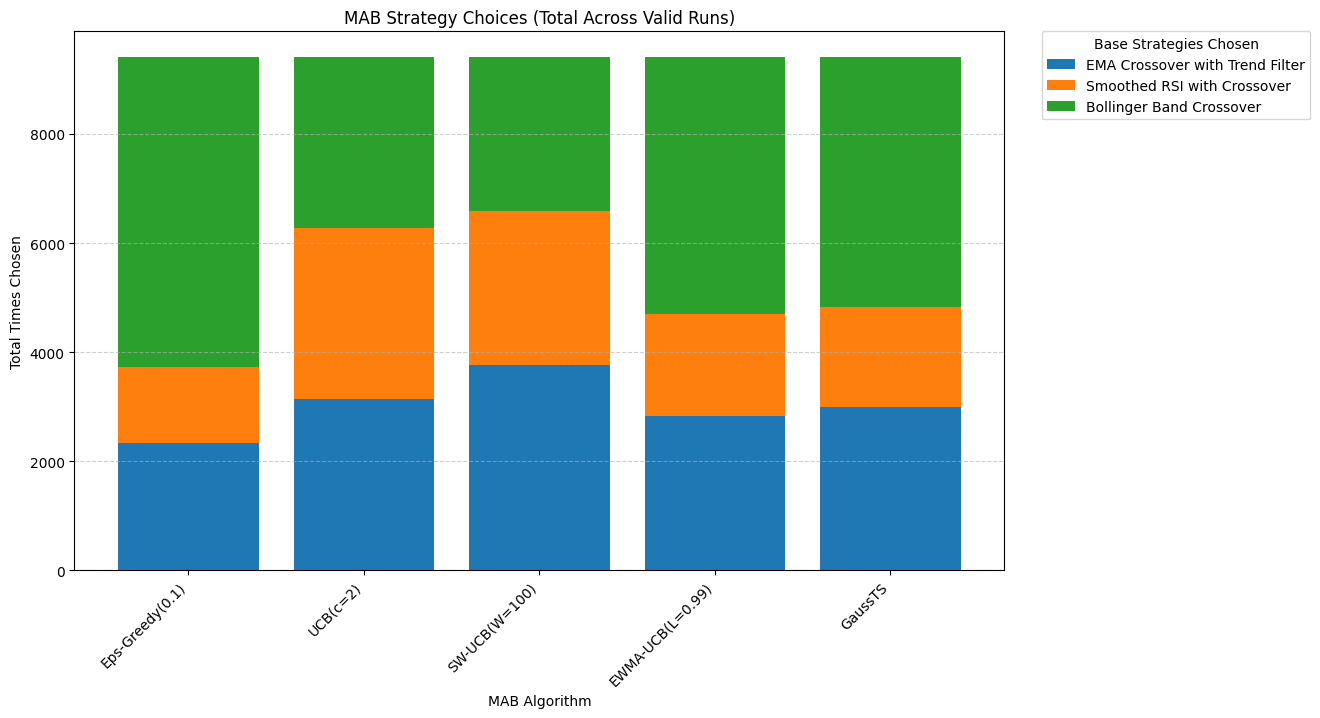 MAB Strategy Choices (Total Across Valid Runs)
Base Strategies Chosen
EMA Crossover with Trend Filter
Smoothed RSI with Crossover
Bollinger Band Crossover
Total Times Chosen
8000
6000
4000
2000
0
Eps-Greedy(0.1)
UCB(c=2)
SW-UCB(W=100)
EWMA-UCB(L=0.99)
GaussTS
MAB Algorithm